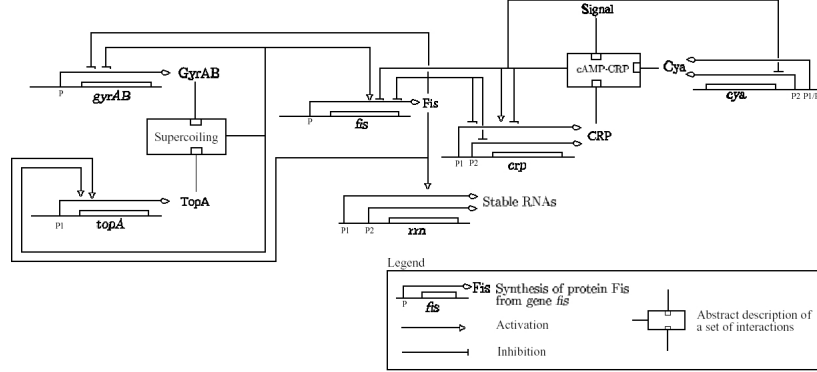 Signal
GyrAB
P
gyrAB
cAMP-CRP
Cya
cya
P2 P1/P
Fis
P
fis
Supercoiling
CRP
P1 P2
crp
TopA
P1
topA
Stable RNAs
P1 P2
rrn
Legend
Fis Synthesis of protein Fis
from gene fis
P
fis
Activation
Inhibition
Abstract description of
a set of interactions